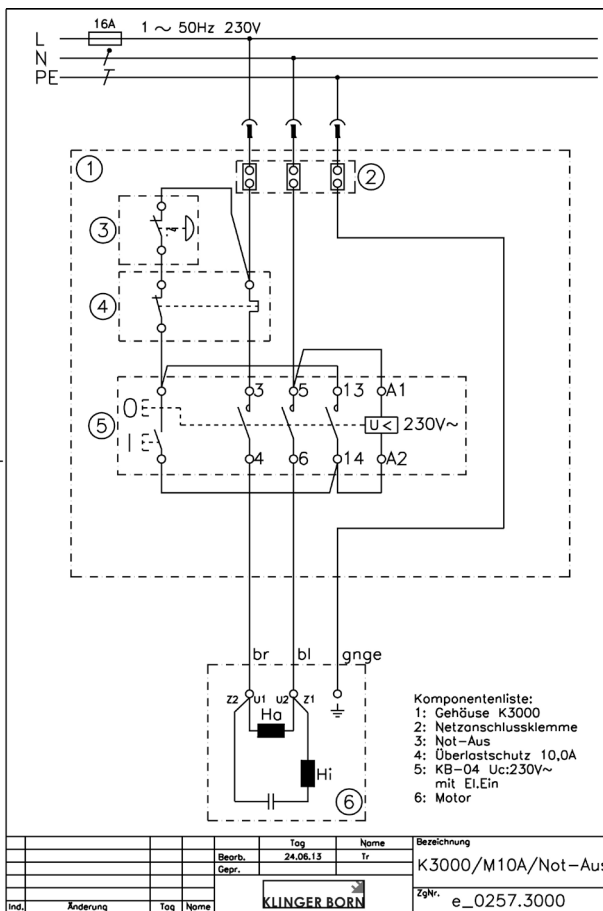 16A 1 ~ 50Hz 230V
L
N
PE
1
2
3
4
5
O
I
3 5 13 A1
U< 230V~
4 6 14 A2
br bl gnge
Z2 U1 U2 Z1
Ha
Hi
6
Komponentenliste:
1: Gehäuse K3000
2: Netzanschlussklemme
3: Not-Aus
4: Überlastschutz 10,0A
5: KB-04 Uc:230V~
mit El.Ein
6: Motor
Tag Name Bezeichnung
Bearb. 24.06.13 Tr
Gepr.
K3000/M10A/Not-Aus
KLINGER BORN
ZgNr. e_0257.3000
Ind. Änderung Tag Name